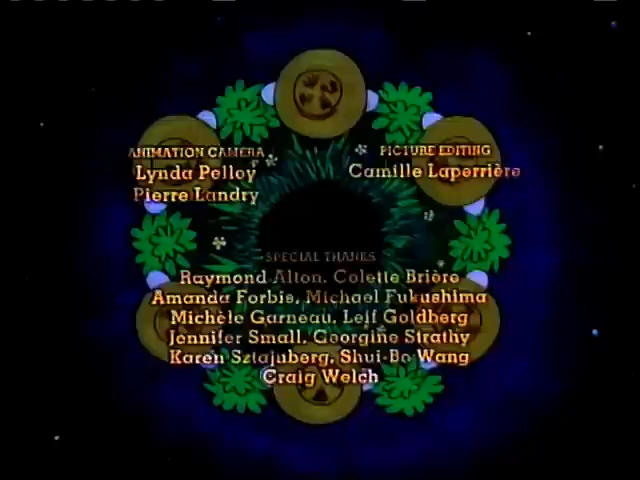 ANIMATION CAMERA
Lynda Pelley
Pierre Landry
PICTURE EDITING
Camille Laperrière
SPECIAL THANKS
Raymond Alton, Colette Brière
Amanda Forbis, Michael Fukushima
Michèle Garneau, Leif Goldberg
Jennifer Small, Georgine Strathy
Karen Sztajnberg, Shui-Bo Wang
Craig Welch